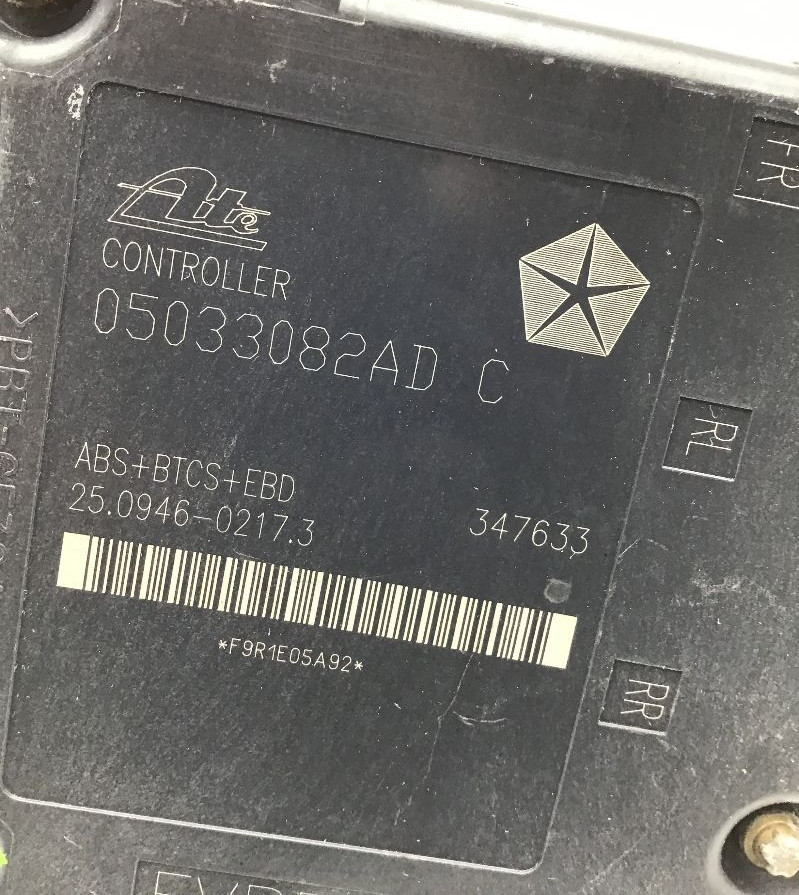 Ate
CONTROLLER
05033082AD C
ABS+BTCS+EBD
25.0946-0217.3 347633
*F9R1E05A92*
FR
RL
RR